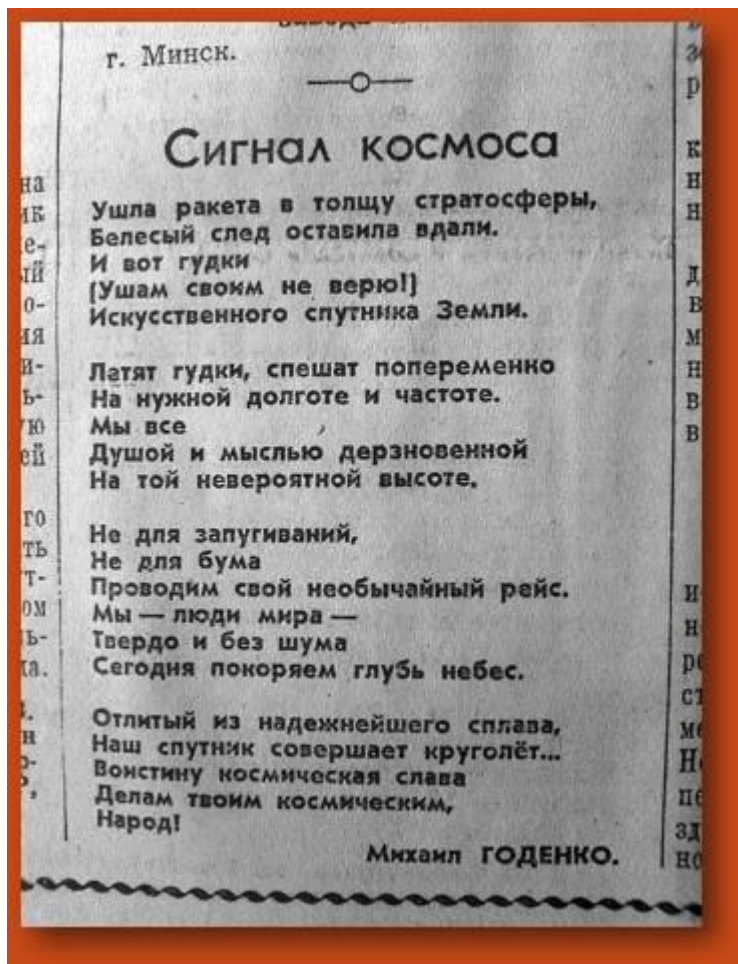 г. Минск.
Сигнал космоса
Ушла ракета в толщу стратосферы,
Белесый след оставила вдали.
И вот гудки
(Ушам своим не верю!)
Искусственного спутника Земли.
Летят гудки, спешат попеременно
На нужной долготе и частоте.
Мы все
Душой и мыслью дерзновенной
На той невероятной высоте.
Не для запугиваний,
Не для бума
Проводим свой необычайный рейс.
Мы — люди мира —
Твердо и без шума
Сегодня покоряем глубь небес.
Отлитый из надежнейшего сплава,
Наш спутник совершает круголёт...
Воистину космическая слава
Делам твоим космическим,
Народ!
Михаил ГОДЕНКО.